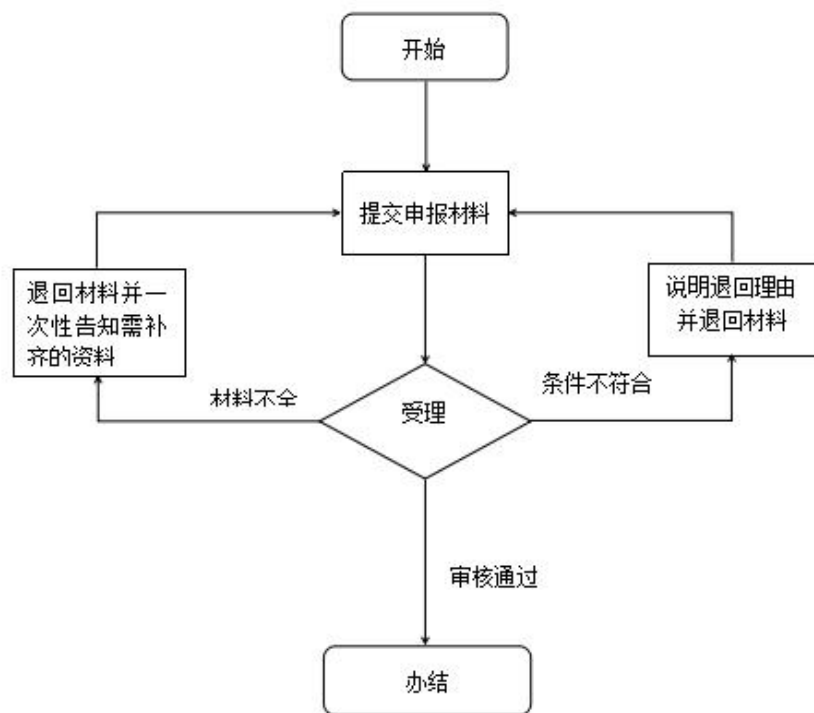 开始
提交申报材料
退回材料并一
次性告知需补
齐的资料
说明退回理由
并退回材料
材料不全
受理
条件不符合
审核通过
办结